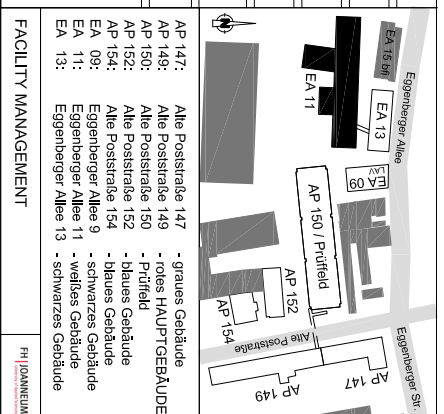 EA 15 bfi
Eggenberger Allee
EA 13
EA 11
EA 09
LAV
AP 150 / Prüffeld
AP 152
AP 154
Alte Poststraße
Eggenberger Str.
AP 147
AP 149
AP 147: Alte Poststraße 147 - graues Gebäude
AP 149: Alte Poststraße 149 - rotes HAUPTGEBÄUDE
AP 150: Alte Poststraße 150 - Prüffeld
AP 152: Alte Poststraße 152 - blaues Gebäude
AP 154: Alte Poststraße 154 - blaues Gebäude
EA 09: Eggenberger Allee 9 - schwarzes Gebäude
EA 11: Eggenberger Allee 11 - weißes Gebäude
EA 13: Eggenberger Allee 13 - schwarzes Gebäude
FACILITY MANAGEMENT
FH JOANNEUM